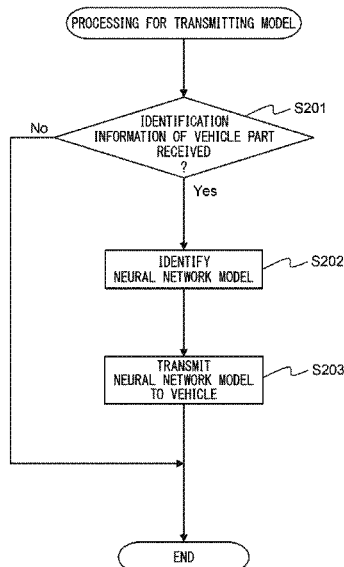 PROCESSING FOR TRANSMITTING MODEL
S201
IDENTIFICATION
INFORMATION OF VEHICLE PART
RECEIVED
?
No
Yes
IDENTIFY
NEURAL NETWORK MODEL
S202
TRANSMIT
NEURAL NETWORK MODEL
TO VEHICLE
S203
END